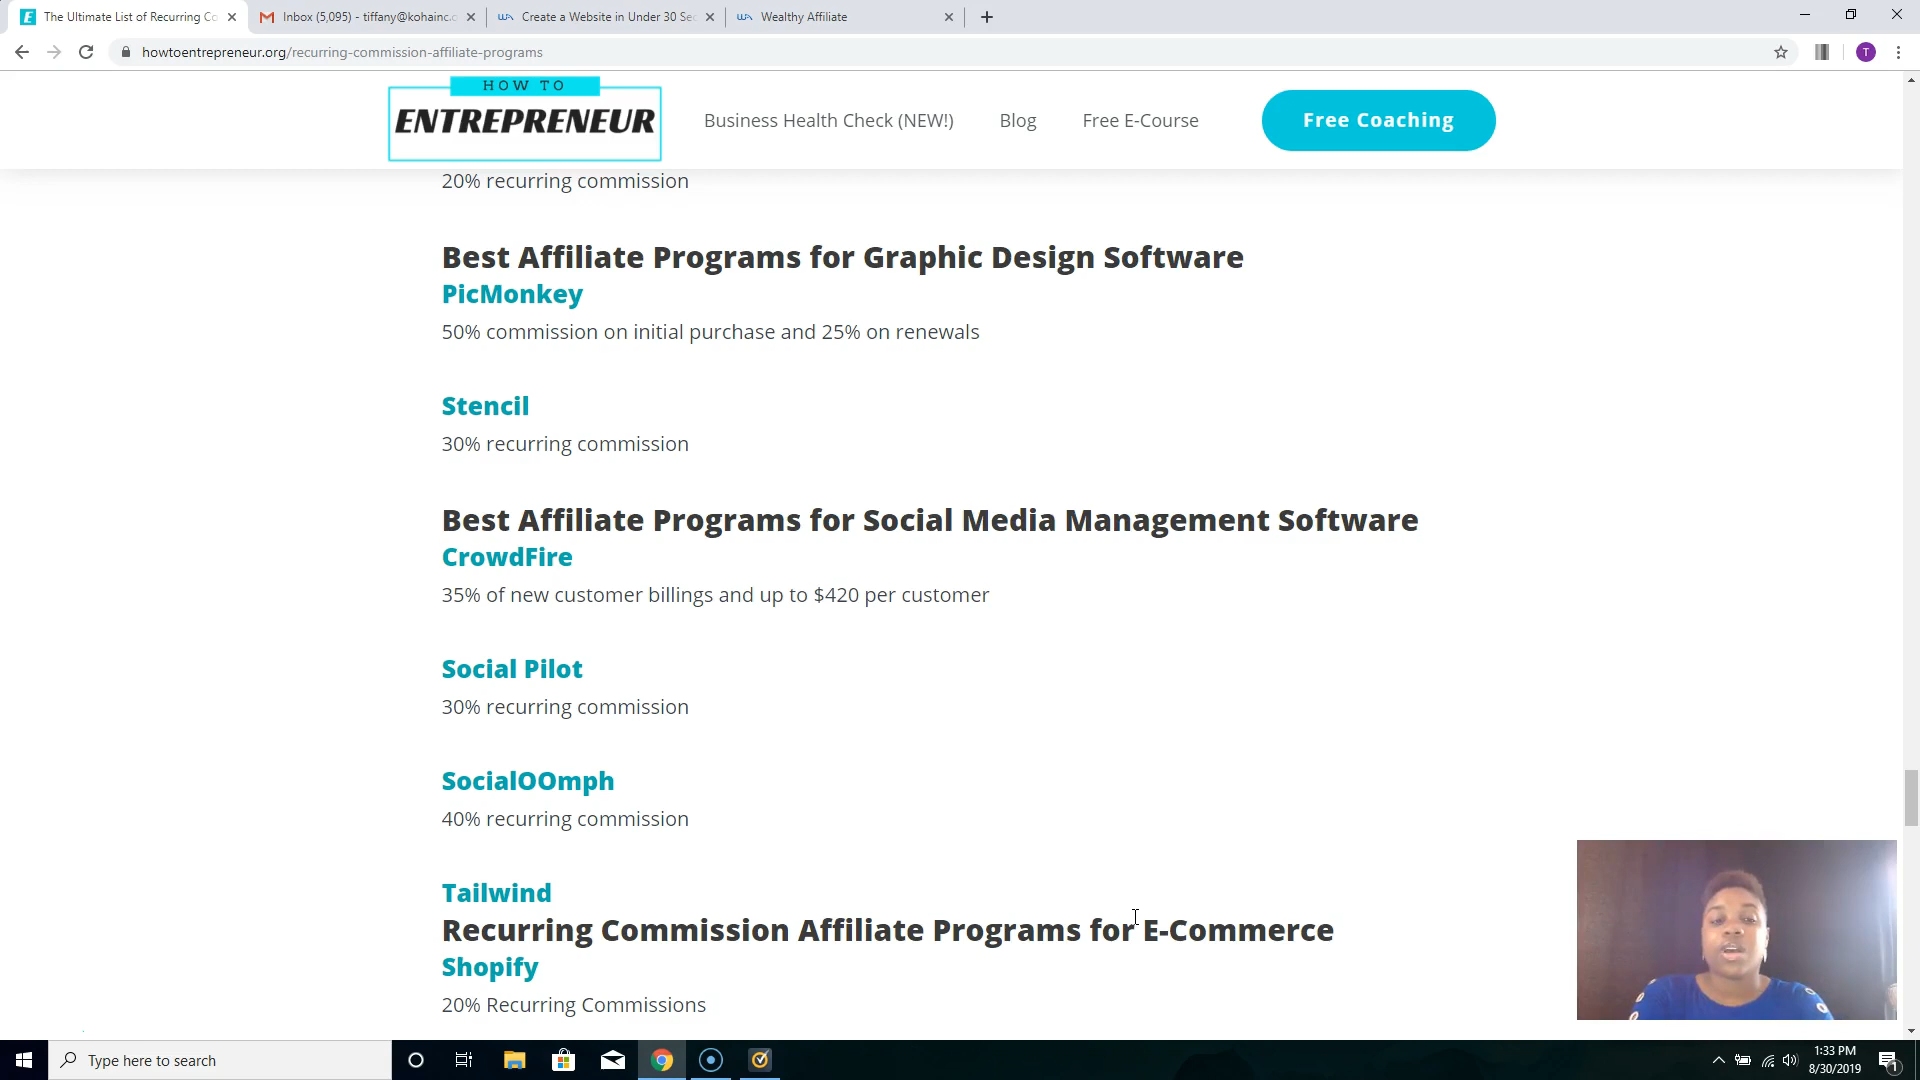 The Ultimate List of Recurring Co
Inbox (5,095) - tiffany@kohainc.c
Create a Website in Under 30 Sec
Wealthy Affiliate
howtoentrepreneur.org/recurring-commission-affiliate-programs
T
HOW TO
ENTREPRENEUR
Business Health Check (NEW!)
Blog
Free E-Course
Free Coaching
20% recurring commission
Best Affiliate Programs for Graphic Design Software
PicMonkey
50% commission on initial purchase and 25% on renewals
Stencil
30% recurring commission
Best Affiliate Programs for Social Media Management Software
CrowdFire
35% of new customer billings and up to $420 per customer
Social Pilot
30% recurring commission
SocialOOmph
40% recurring commission
Tailwind
Recurring Commission Affiliate Programs for E-Commerce
Shopify
20% Recurring Commissions
Type here to search
1:33 PM
8/30/2019
1